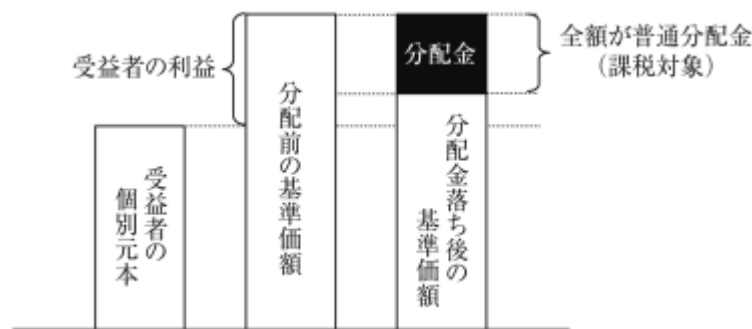 受益者の利益
分配金
全額が普通分配金
（課税対象）
受益者の
個別元本
分配前の基準価額
分配金落ち後の
基準価額